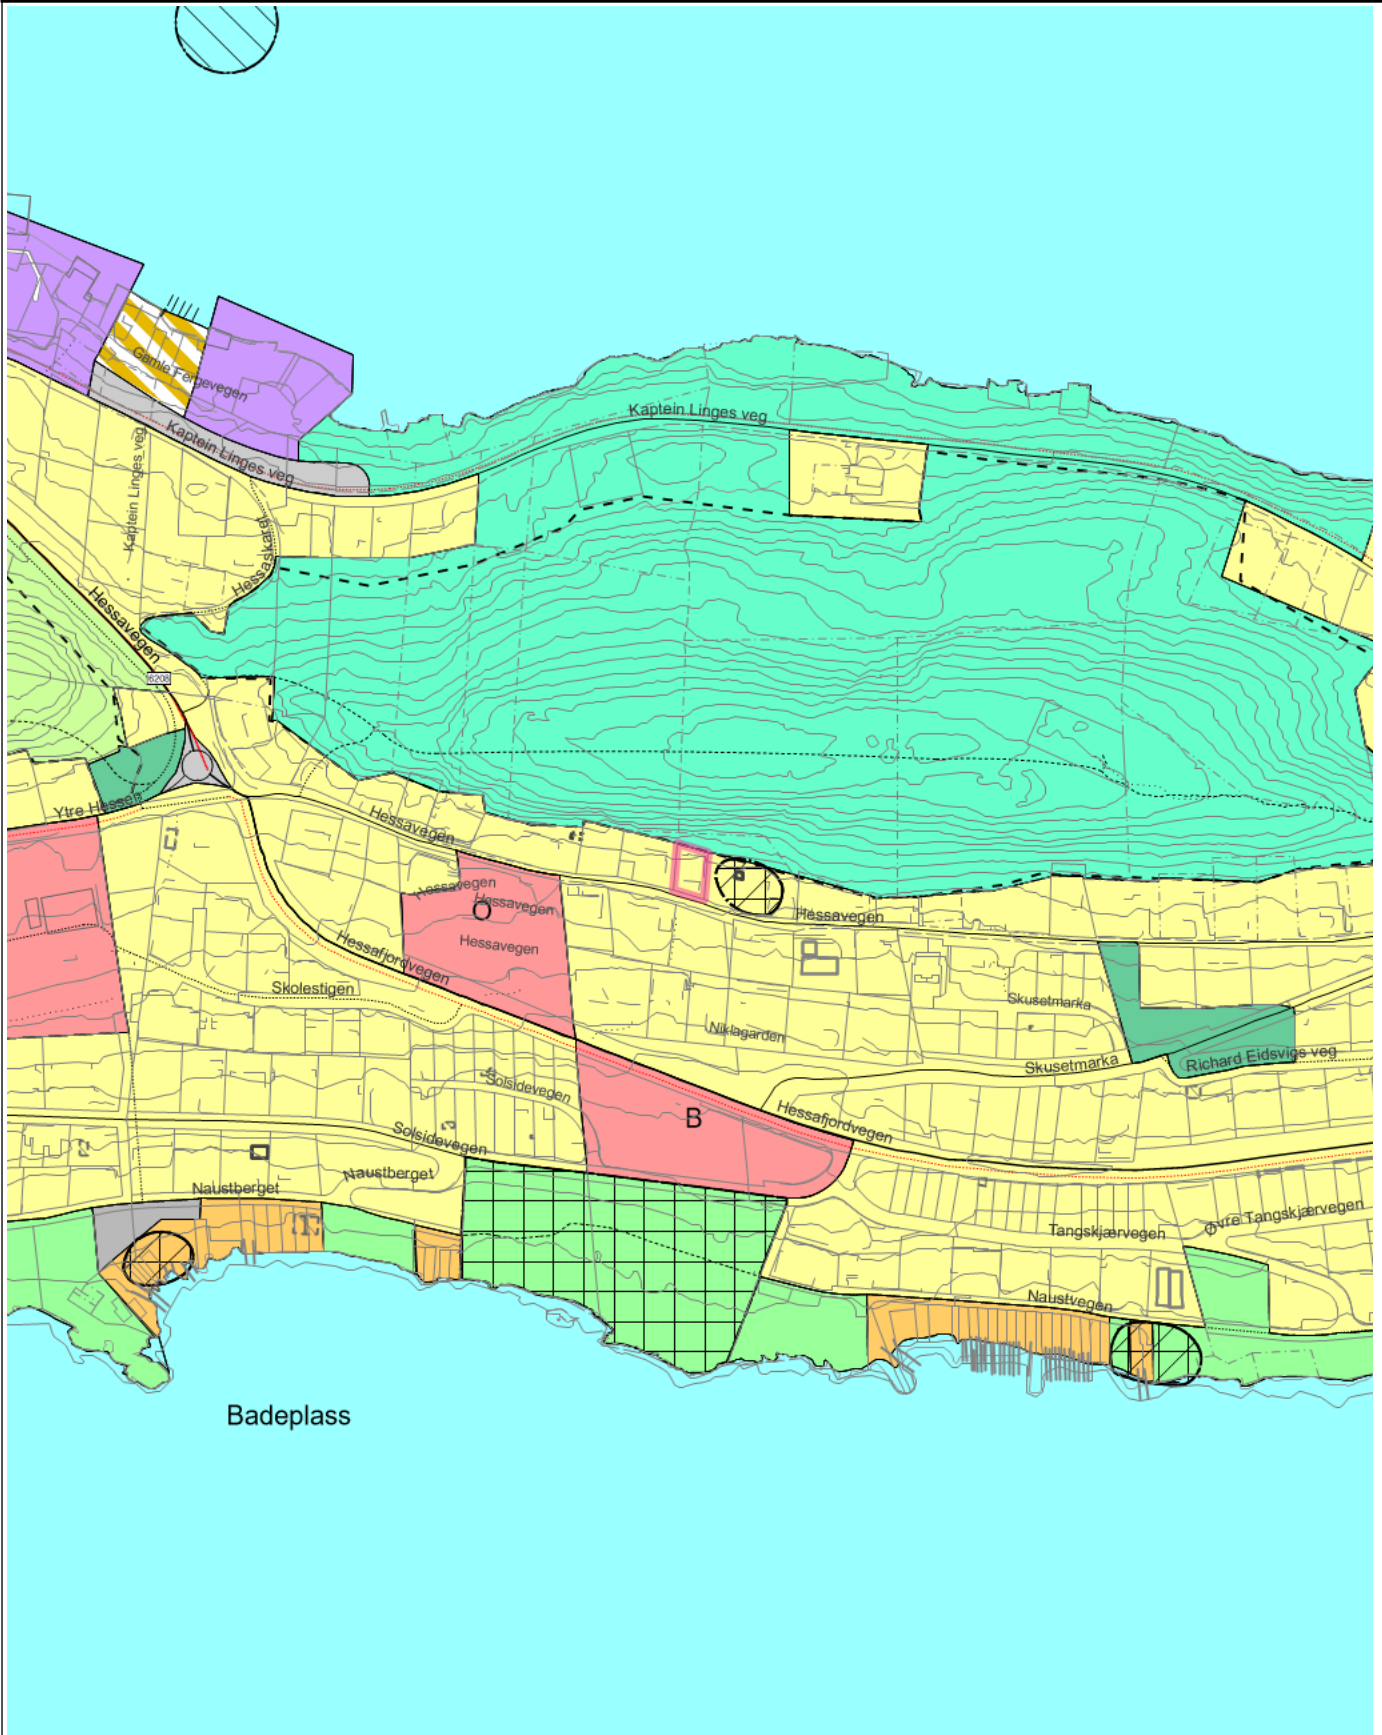 Gamle Fergevegen
Kaptein Linges veg
Kaptein Linges veg
Kaptein Linges veg
Hessaskaret
Hessavegen
6208
Ytre Hessen
Hessavegen
Hessavegen
Hessavegen
O
Hessavegen
Hessavegen
Hessafjordvegen
Skolestigen
Skusetmarka
Niklagarden
Skusetmarka
Richard Eidsvigs veg
Solsidevegen
B
Hessafjordvegen
Solsidevegen
Naustberget
Naustberget
Øvre Tangskjærvegen
Tangskjærvegen
Naustvegen
Badeplass